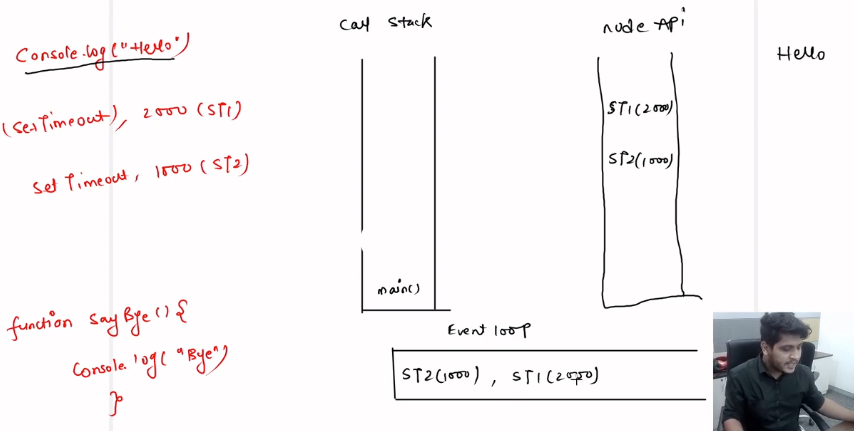 Console.log("Hello")
(SetTimeout), 2000 (ST1)
Set Timeout, 1000 (ST2)
function sayBye() {
Console.log("Bye")
}
Call Stack
main()
node Api
ST1(2000)
ST2(1000)
Hello
Event loop
ST2(1000), ST1(2000)